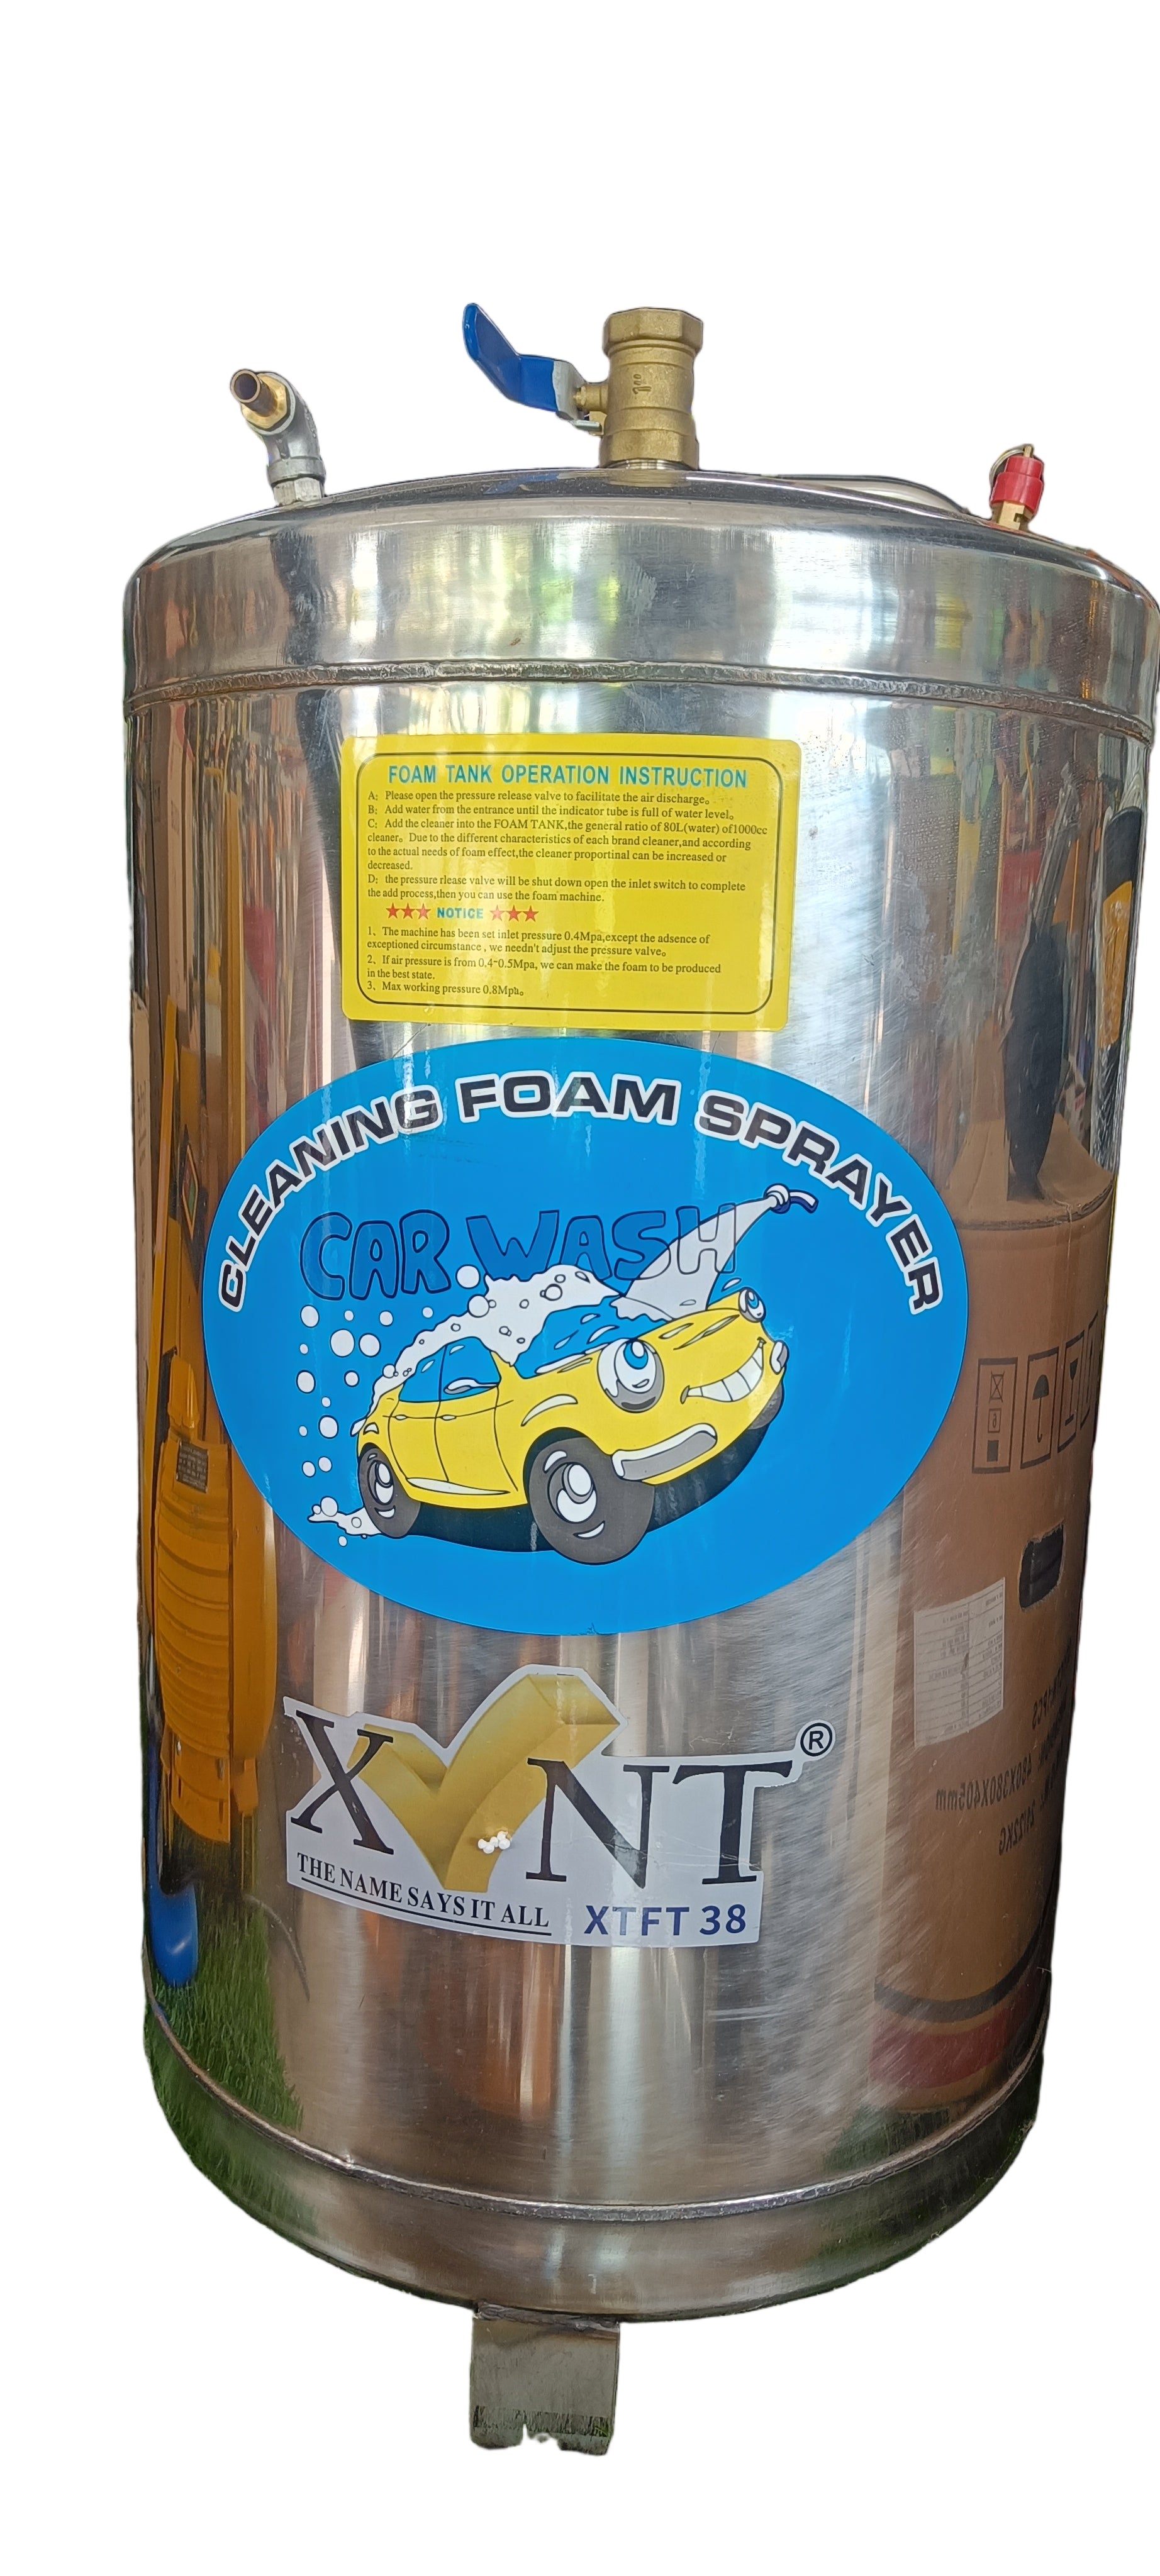 1"
FOAM TANK OPERATION INSTRUCTION
A: Please open the pressure release valve to facilitate the air discharge。
B: Add water from the entrance until the indicator tube is full of water level。
C: Add the cleaner into the FOAM TANK,the general ratio of 80L(water) of1000cc
cleaner。Due to the different characteristics of each brand cleaner,and according
to the actual needs of foam effect,the cleaner proportinal can be increased or
decreased.
D: the pressure rlease valve will be shut down open the inlet switch to complete
the add process,then you can use the foam machine.
★★★ NOTICE ★★★
1、The machine has been set inlet pressure 0.4Mpa,except the adsence of
exceptioned circumstance , we needn't adjust the pressure valve。
2、If air pressure is from 0.4~0.5Mpa, we can make the foam to be produced
in the best state.
3、Max working pressure 0.8Mph。
CLEANING FOAM SPRAYER
CAR WASH
XVNT®
THE NAME SAYS IT ALL
XTFT 38
480X380X405mm
21/22KG